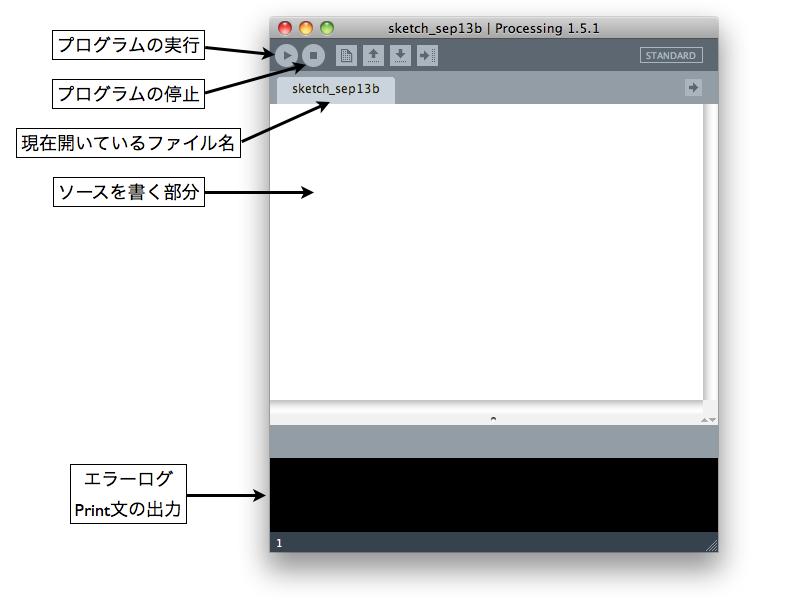 sketch_sep13b | Processing 1.5.1
プログラムの実行
STANDARD
プログラムの停止
sketch_sep13b
現在開いているファイル名
ソースを書く部分
エラーログ
Print文の出力
1